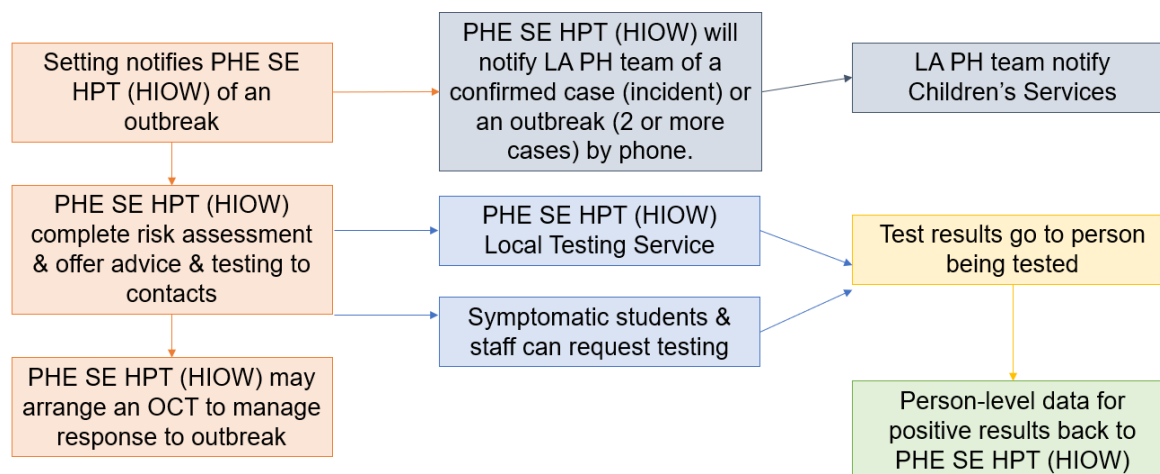 Setting notifies PHE SE
HPT (HIOW) of an
outbreak
PHE SE HPT (HIOW) will
notify LA PH team of a
confirmed case (incident) or
an outbreak (2 or more
cases) by phone.
LA PH team notify
Children's Services
PHE SE HPT (HIOW)
complete risk assessment
& offer advice & testing to
contacts
PHE SE HPT (HIOW)
Local Testing Service
Symptomatic students &
staff can request testing
Test results go to person
being tested
PHE SE HPT (HIOW) may
arrange an OCT to manage
response to outbreak
Person-level data for
positive results back to
PHE SE HPT (HIOW)